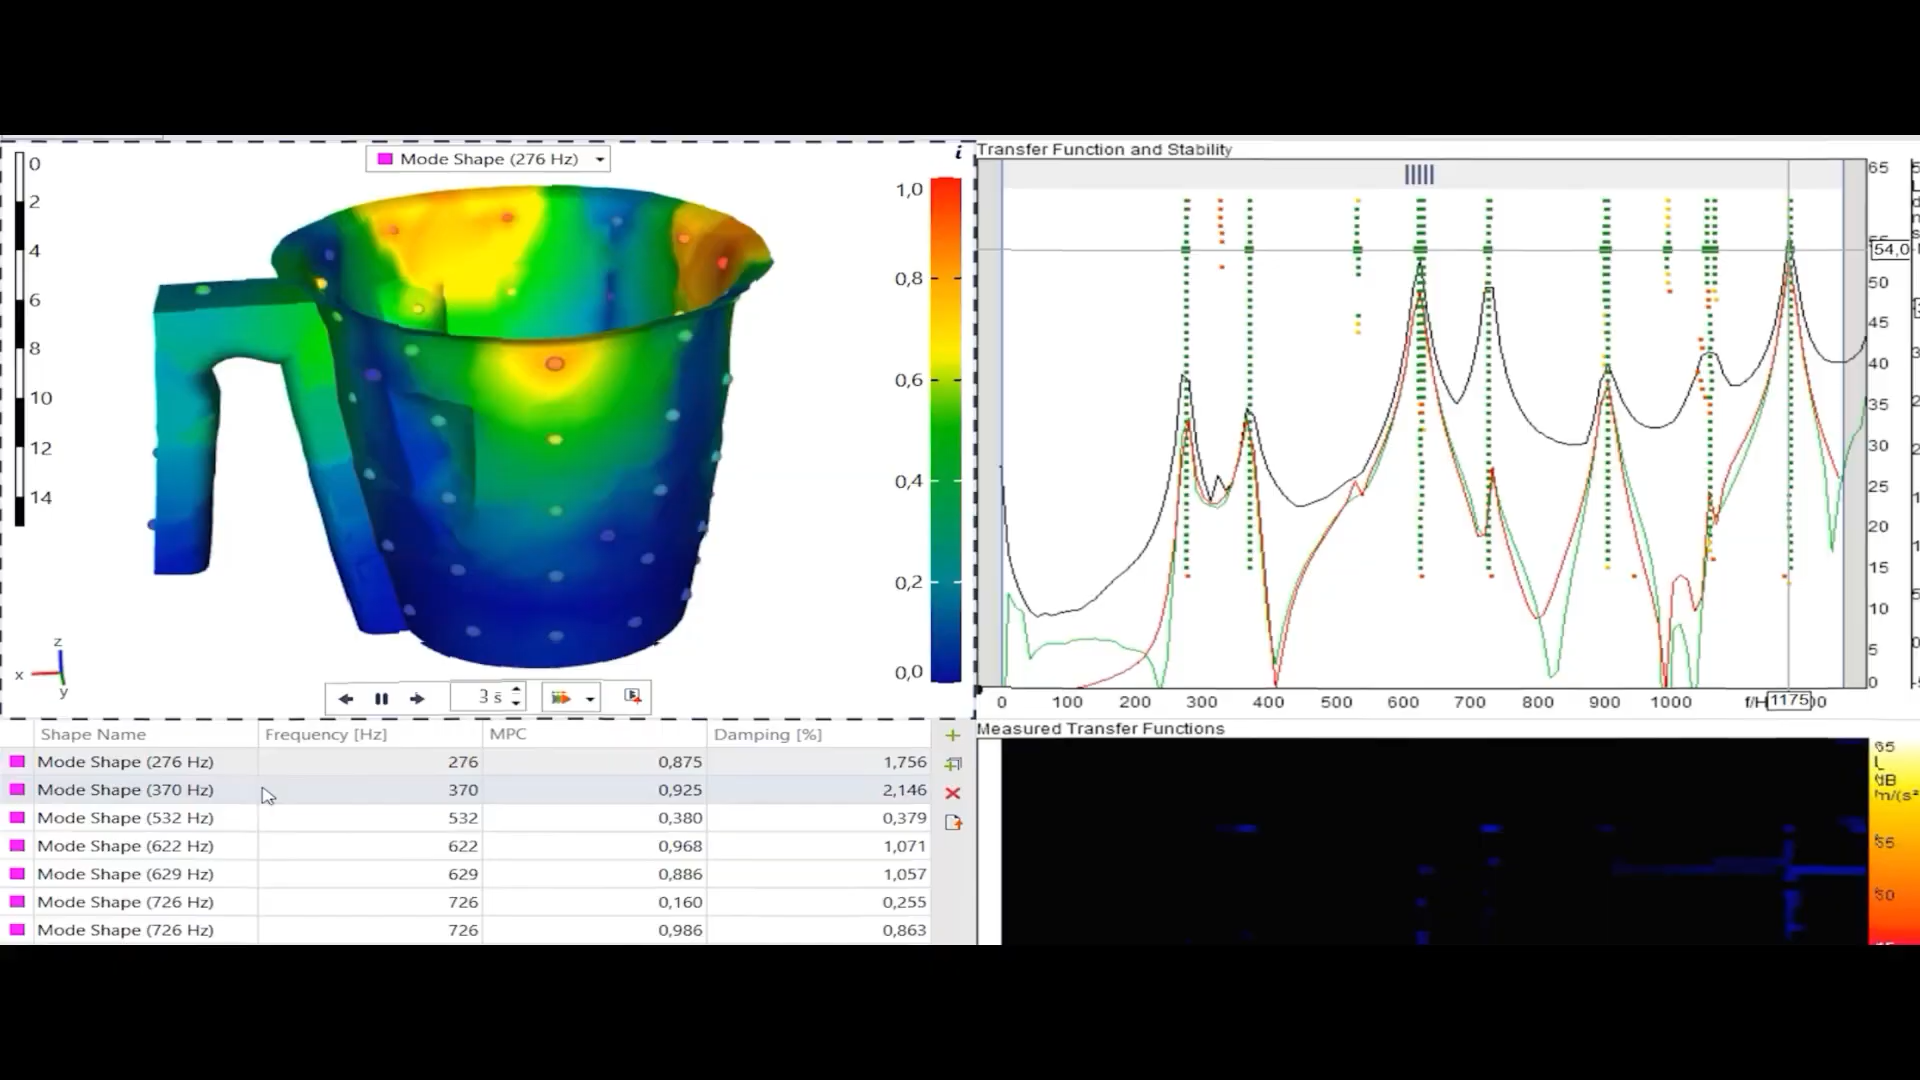 Mode Shape (276 Hz)
i
0
2
4
6
8
10
12
14
1,0
0,8
0,6
0,4
0,2
0,0
z
x
y
3 s
Shape Name Frequency [Hz] MPC Damping [%]
Mode Shape (276 Hz) 276 0,875 1,756
Mode Shape (370 Hz) 370 0,925 2,146
Mode Shape (532 Hz) 532 0,380 0,379
Mode Shape (622 Hz) 622 0,968 1,071
Mode Shape (629 Hz) 629 0,886 1,057
Mode Shape (726 Hz) 726 0,160 0,255
Mode Shape (726 Hz) 726 0,986 0,863
Transfer Function and Stability
65
54,0
50
45
40
35
30
25
20
15
10
5
0
0 100 200 300 400 500 600 700 800 900 1000 f/H 1175
Measured Transfer Functions
L
dB